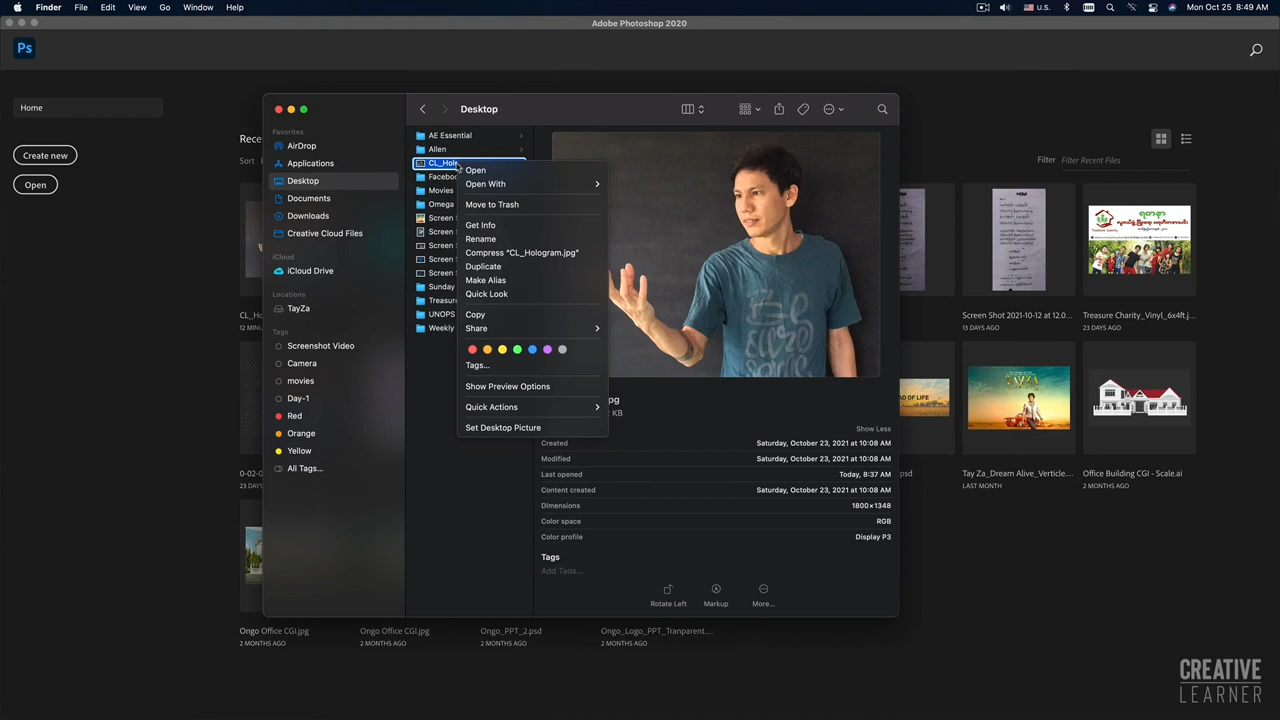 Finder File Edit View Go Window Help
U.S.
Mon Oct 25 8:49 AM
Adobe Photoshop 2020
Ps
Home
Create new
Open
Sort
Filter Recent Files
Desktop
Favorites
AirDrop
Applications
Desktop
Documents
Downloads
Creative Cloud Files
iCloud
iCloud Drive
Locations
TayZa
Tags
Screenshot Video
Camera
movies
Day-1
Red
Orange
Yellow
All Tags...
AE Essential
Allen
Movies
Omega
Screen
Screen
Screen
Screen
Screen
Sunday
UNOPS
Weekly
Open
Open With
Move to Trash
Get Info
Rename
Compress “CL_Hologram.jpg”
Duplicate
Make Alias
Quick Look
Copy
Share
Tags...
Show Preview Options
Quick Actions
Set Desktop Picture
KB
Show Less
Created Saturday, October 23, 2021 at 10:08 AM
Modified Saturday, October 23, 2021 at 10:08 AM
Last opened Today, 8:37 AM
Content created Saturday, October 23, 2021 at 10:08 AM
Dimensions 1800×1348
Color space RGB
Color profile Display P3
Tags
Add Tags...
Rotate Left
Markup
More...
Screen Shot 2021-10-12 at 12.0...
13 DAYS AGO
Treasure Charity_Vinyl_6x4ft.j...
23 DAYS AGO
TAY ZA
Tay Za_Dream Alive_Verticle....
LAST MONTH
Office Building CGI - Scale.ai
2 MONTHS AGO
Ongo Office CGI.jpg
2 MONTHS AGO
Ongo Office CGI.jpg
2 MONTHS AGO
Ongo_PPT_2.psd
2 MONTHS AGO
Ongo_Logo_PPT_Tranparent....
2 MONTHS AGO
CREATIVE
LEARNER